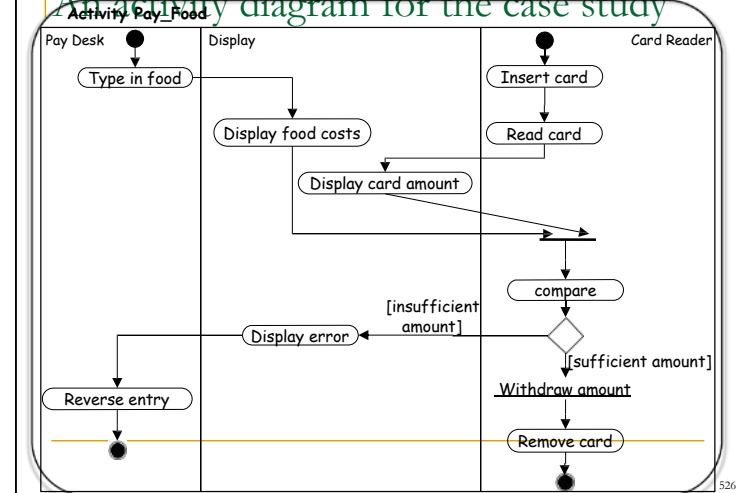 An activity diagram for the case study
Activity Pay_Food
Pay Desk
Display
Card Reader
Type in food
Insert card
Display food costs
Read card
Display card amount
compare
[insufficient
amount]
Display error
[sufficient amount]
Withdraw amount
Reverse entry
Remove card
526